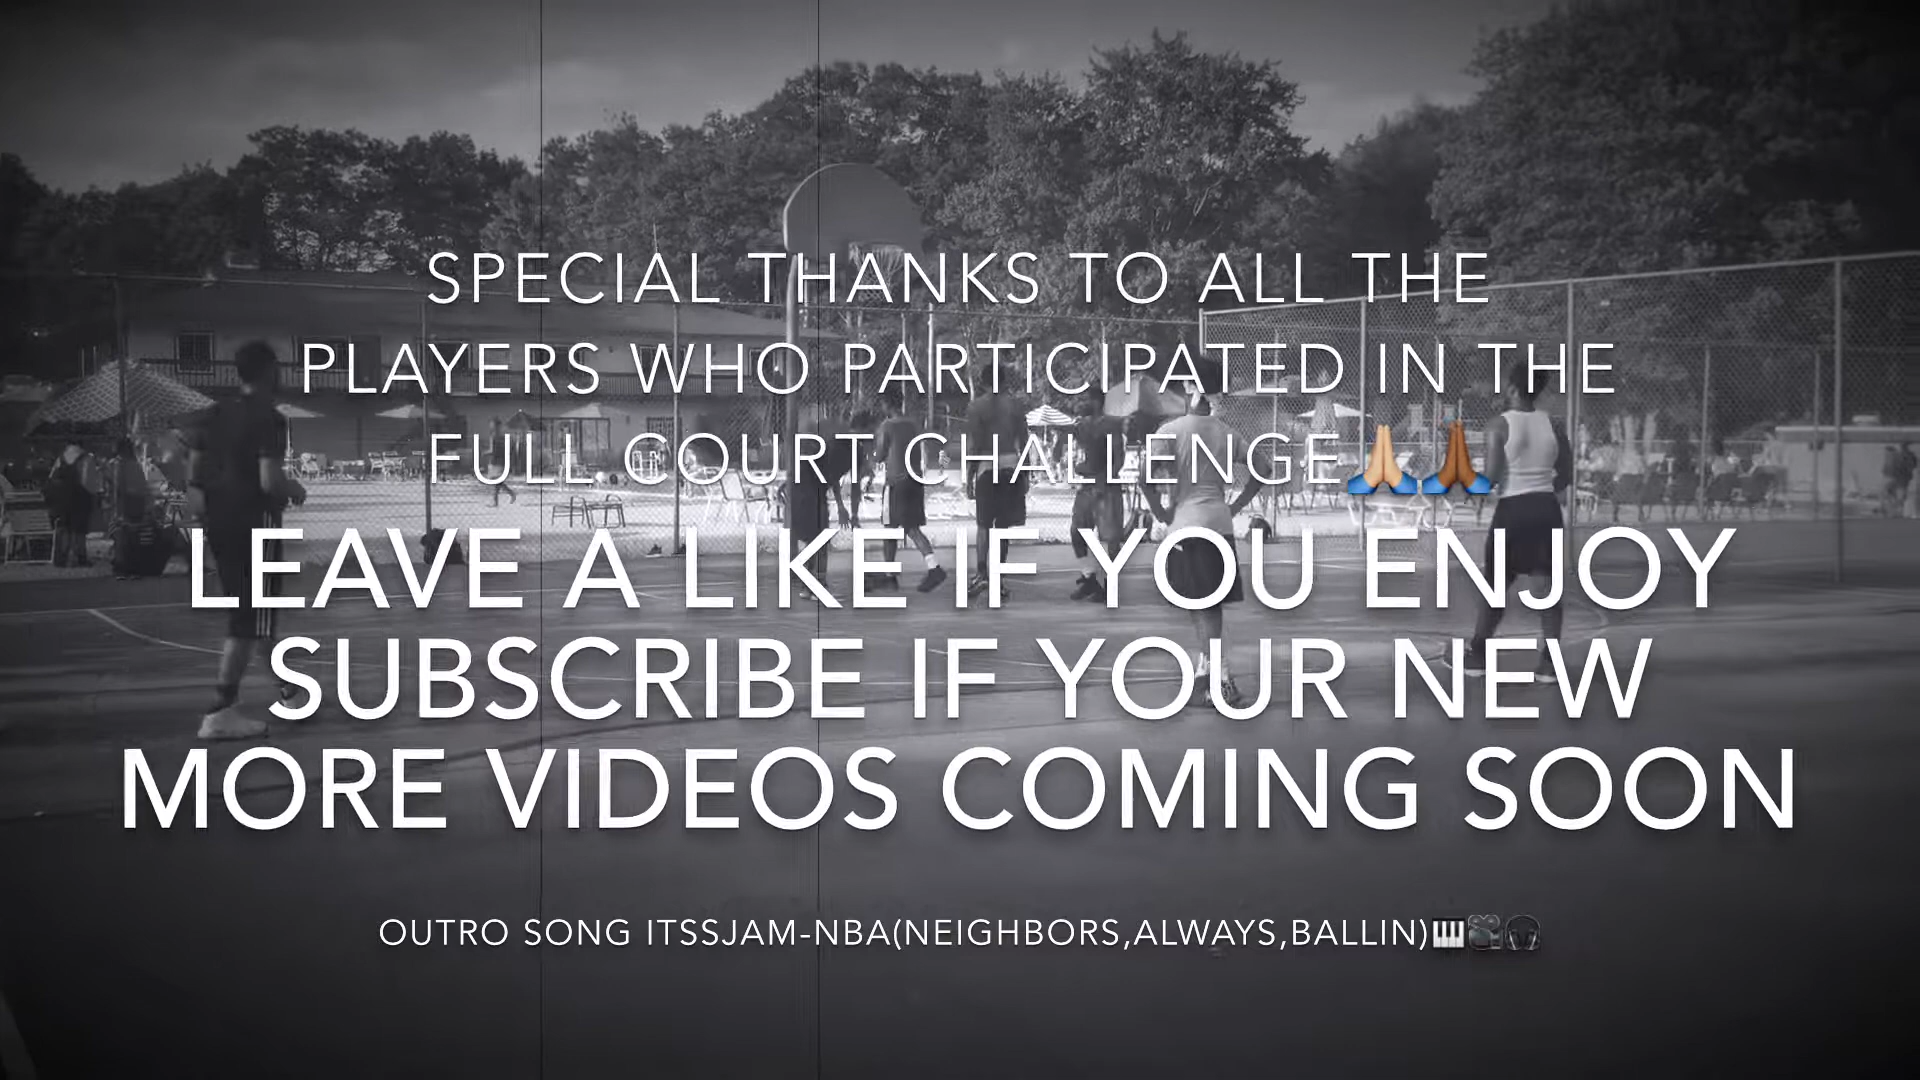 SPECIAL THANKS TO ALL THE
PLAYERS WHO PARTICIPATED IN THE
FULL COURT CHALLENGE🙏🏼🙏🏾
LEAVE A LIKE IF YOU ENJOY
SUBSCRIBE IF YOUR NEW
MORE VIDEOS COMING SOON
OUTRO SONG ITSSJAM-NBA(NEIGHBORS,ALWAYS,BALLIN)🎹🎥🎧